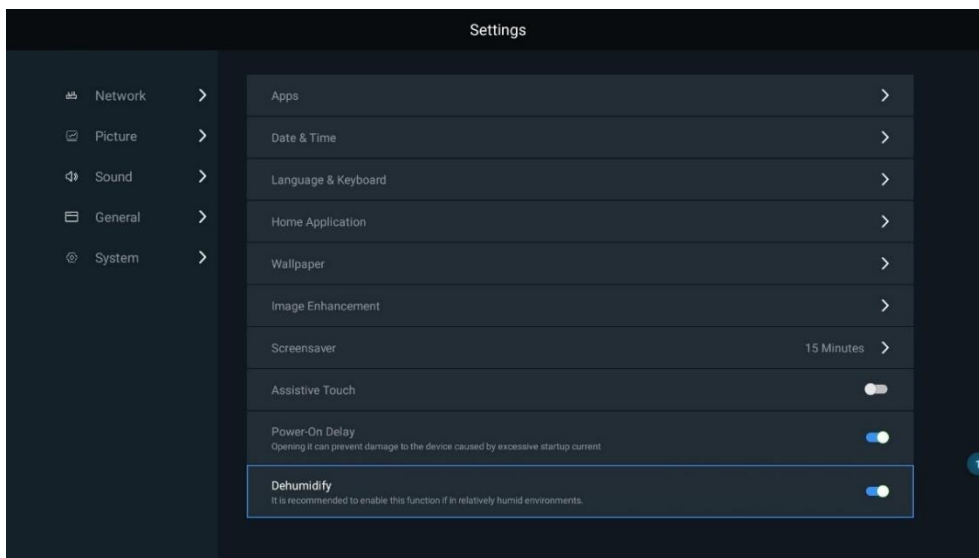 Settings
Network
Picture
Sound
General
System
Apps
Date & Time
Language & Keyboard
Home Application
Wallpaper
Image Enhancement
Screensaver 15 Minutes
Assistive Touch
Power-On Delay
Opening it can prevent damage to the device caused by excessive startup current
Dehumidify
It is recommended to enable this function if in relatively humid environments.